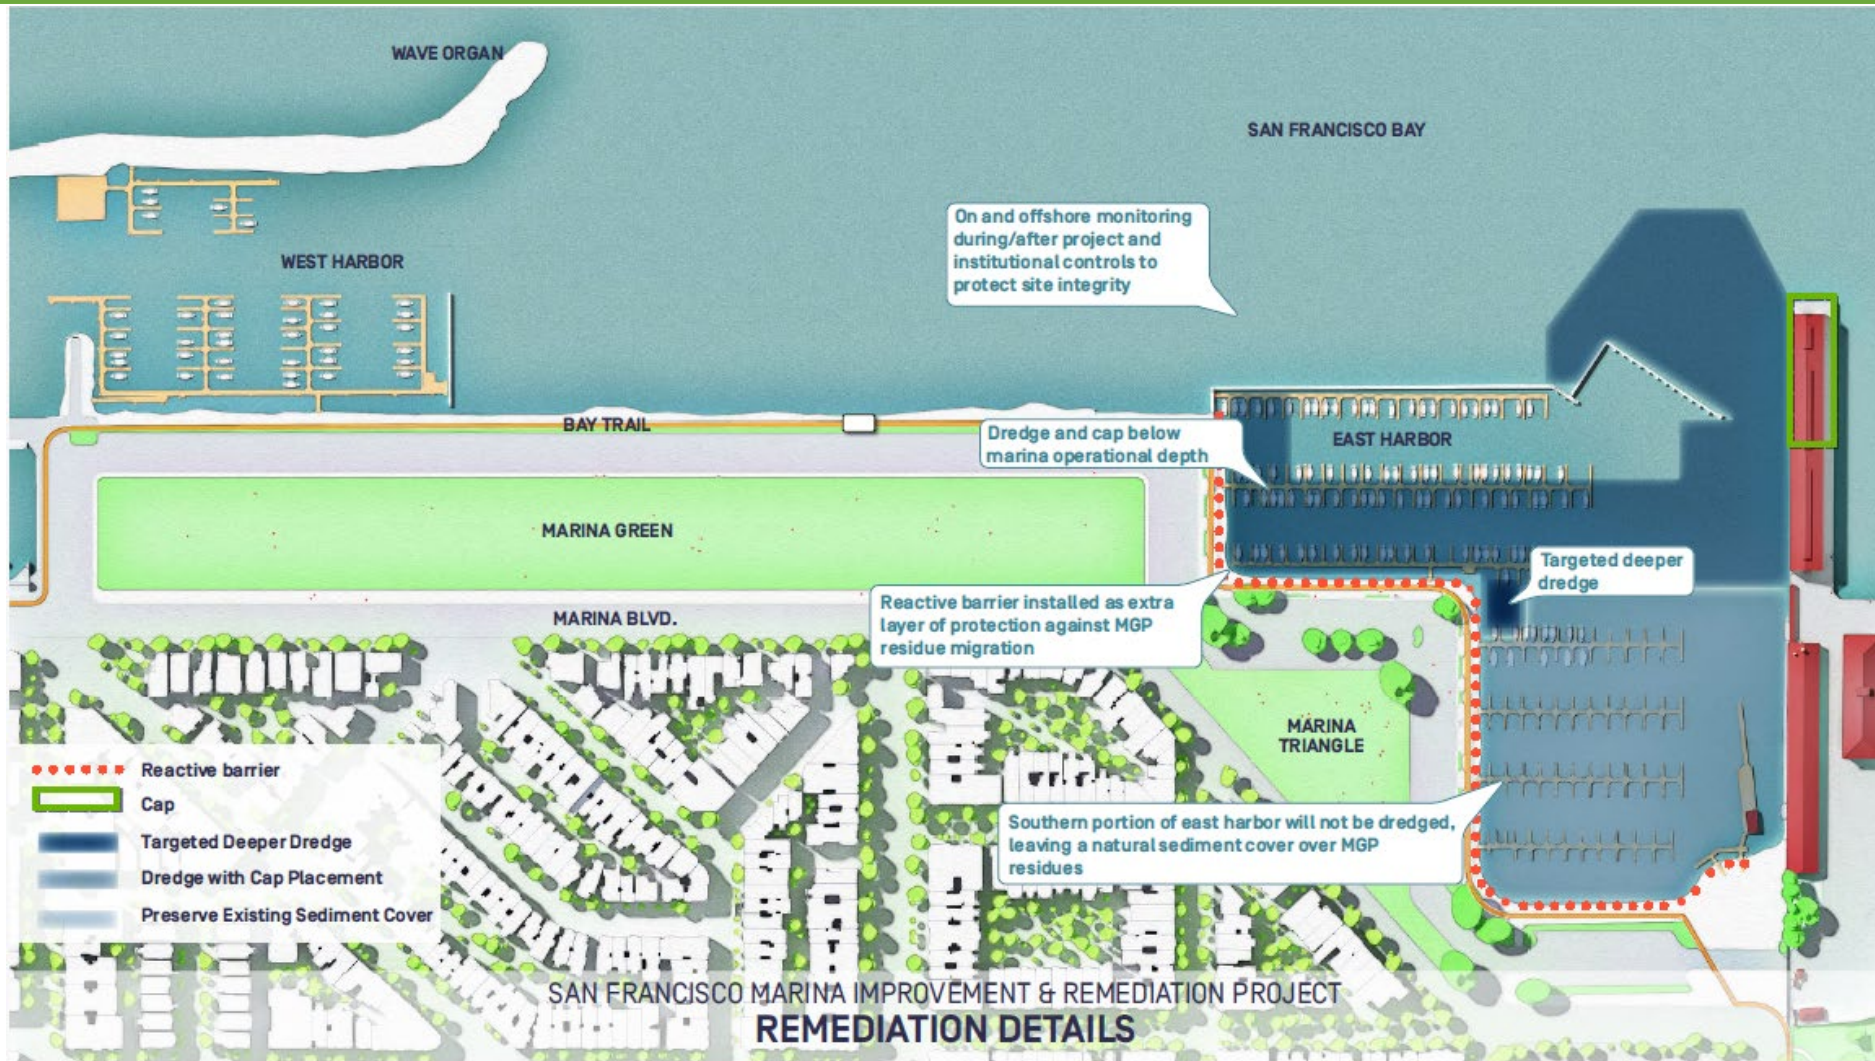 WAVE ORGAN
SAN FRANCISCO BAY
On and offshore monitoring
during/after project and
institutional controls to
protect site integrity
WEST HARBOR
BAY TRAIL
Dredge and cap below
marina operational depth
EAST HARBOR
MARINA GREEN
Targeted deeper
dredge
Reactive barrier installed as extra
layer of protection against MGP
residue migration
MARINA BLVD.
MARINA
TRIANGLE
Reactive barrier
Cap
Targeted Deeper Dredge
Dredge with Cap Placement
Preserve Existing Sediment Cover
Southern portion of east harbor will not be dredged,
leaving a natural sediment cover over MGP
residues
SAN FRANCISCO MARINA IMPROVEMENT & REMEDIATION PROJECT
REMEDIATION DETAILS